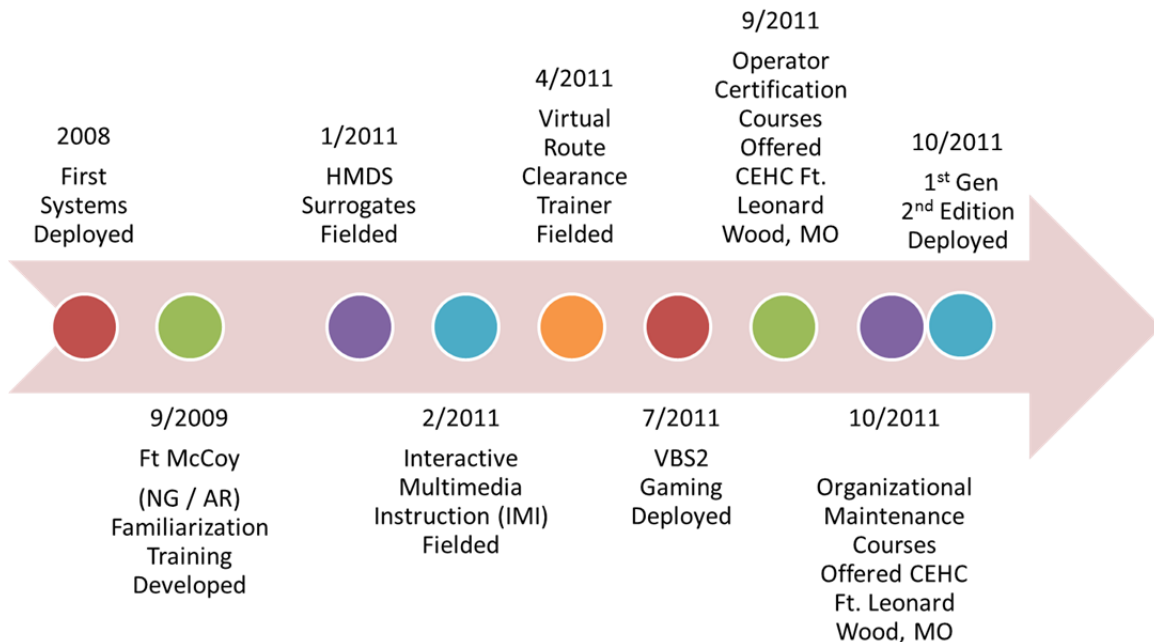 2008
First
Systems
Deployed
9/2009
Ft McCoy
(NG / AR)
Familiarization
Training
Developed
1/2011
HMDS
Surrogates
Fielded
2/2011
Interactive
Multimedia
Instruction (IMI)
Fielded
4/2011
Virtual
Route
Clearance
Trainer
Fielded
7/2011
VBS2
Gaming
Deployed
9/2011
Operator
Certification
Courses
Offered
CEHC Ft.
Leonard
Wood, MO
10/2011
Organizational
Maintenance
Courses
Offered CEHC
Ft. Leonard
Wood, MO
10/2011
1st Gen
2nd Edition
Deployed